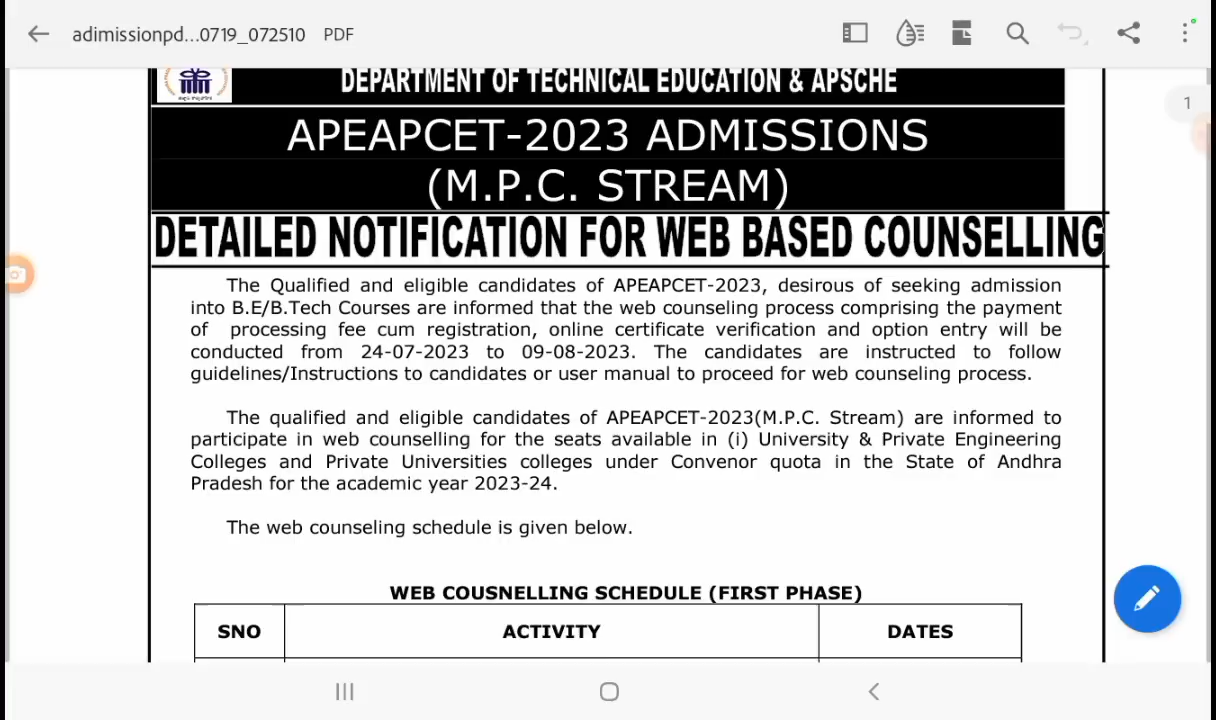 adimissionpd...0719_072510 PDF
1
DEPARTMENT OF TECHNICAL EDUCATION & APSCHE
APEAPCET-2023 ADMISSIONS
(M.P.C. STREAM)
DETAILED NOTIFICATION FOR WEB BASED COUNSELLING
The Qualified and eligible candidates of APEAPCET-2023, desirous of seeking admission
into B.E/B.Tech Courses are informed that the web counseling process comprising the payment
of processing fee cum registration, online certificate verification and option entry will be
conducted from 24-07-2023 to 09-08-2023. The candidates are instructed to follow
guidelines/Instructions to candidates or user manual to proceed for web counseling process.
The qualified and eligible candidates of APEAPCET-2023(M.P.C. Stream) are informed to
participate in web counselling for the seats available in (i) University & Private Engineering
Colleges and Private Universities colleges under Convenor quota in the State of Andhra
Pradesh for the academic year 2023-24.
The web counseling schedule is given below.
WEB COUSNELLING SCHEDULE (FIRST PHASE)
SNO ACTIVITY DATES